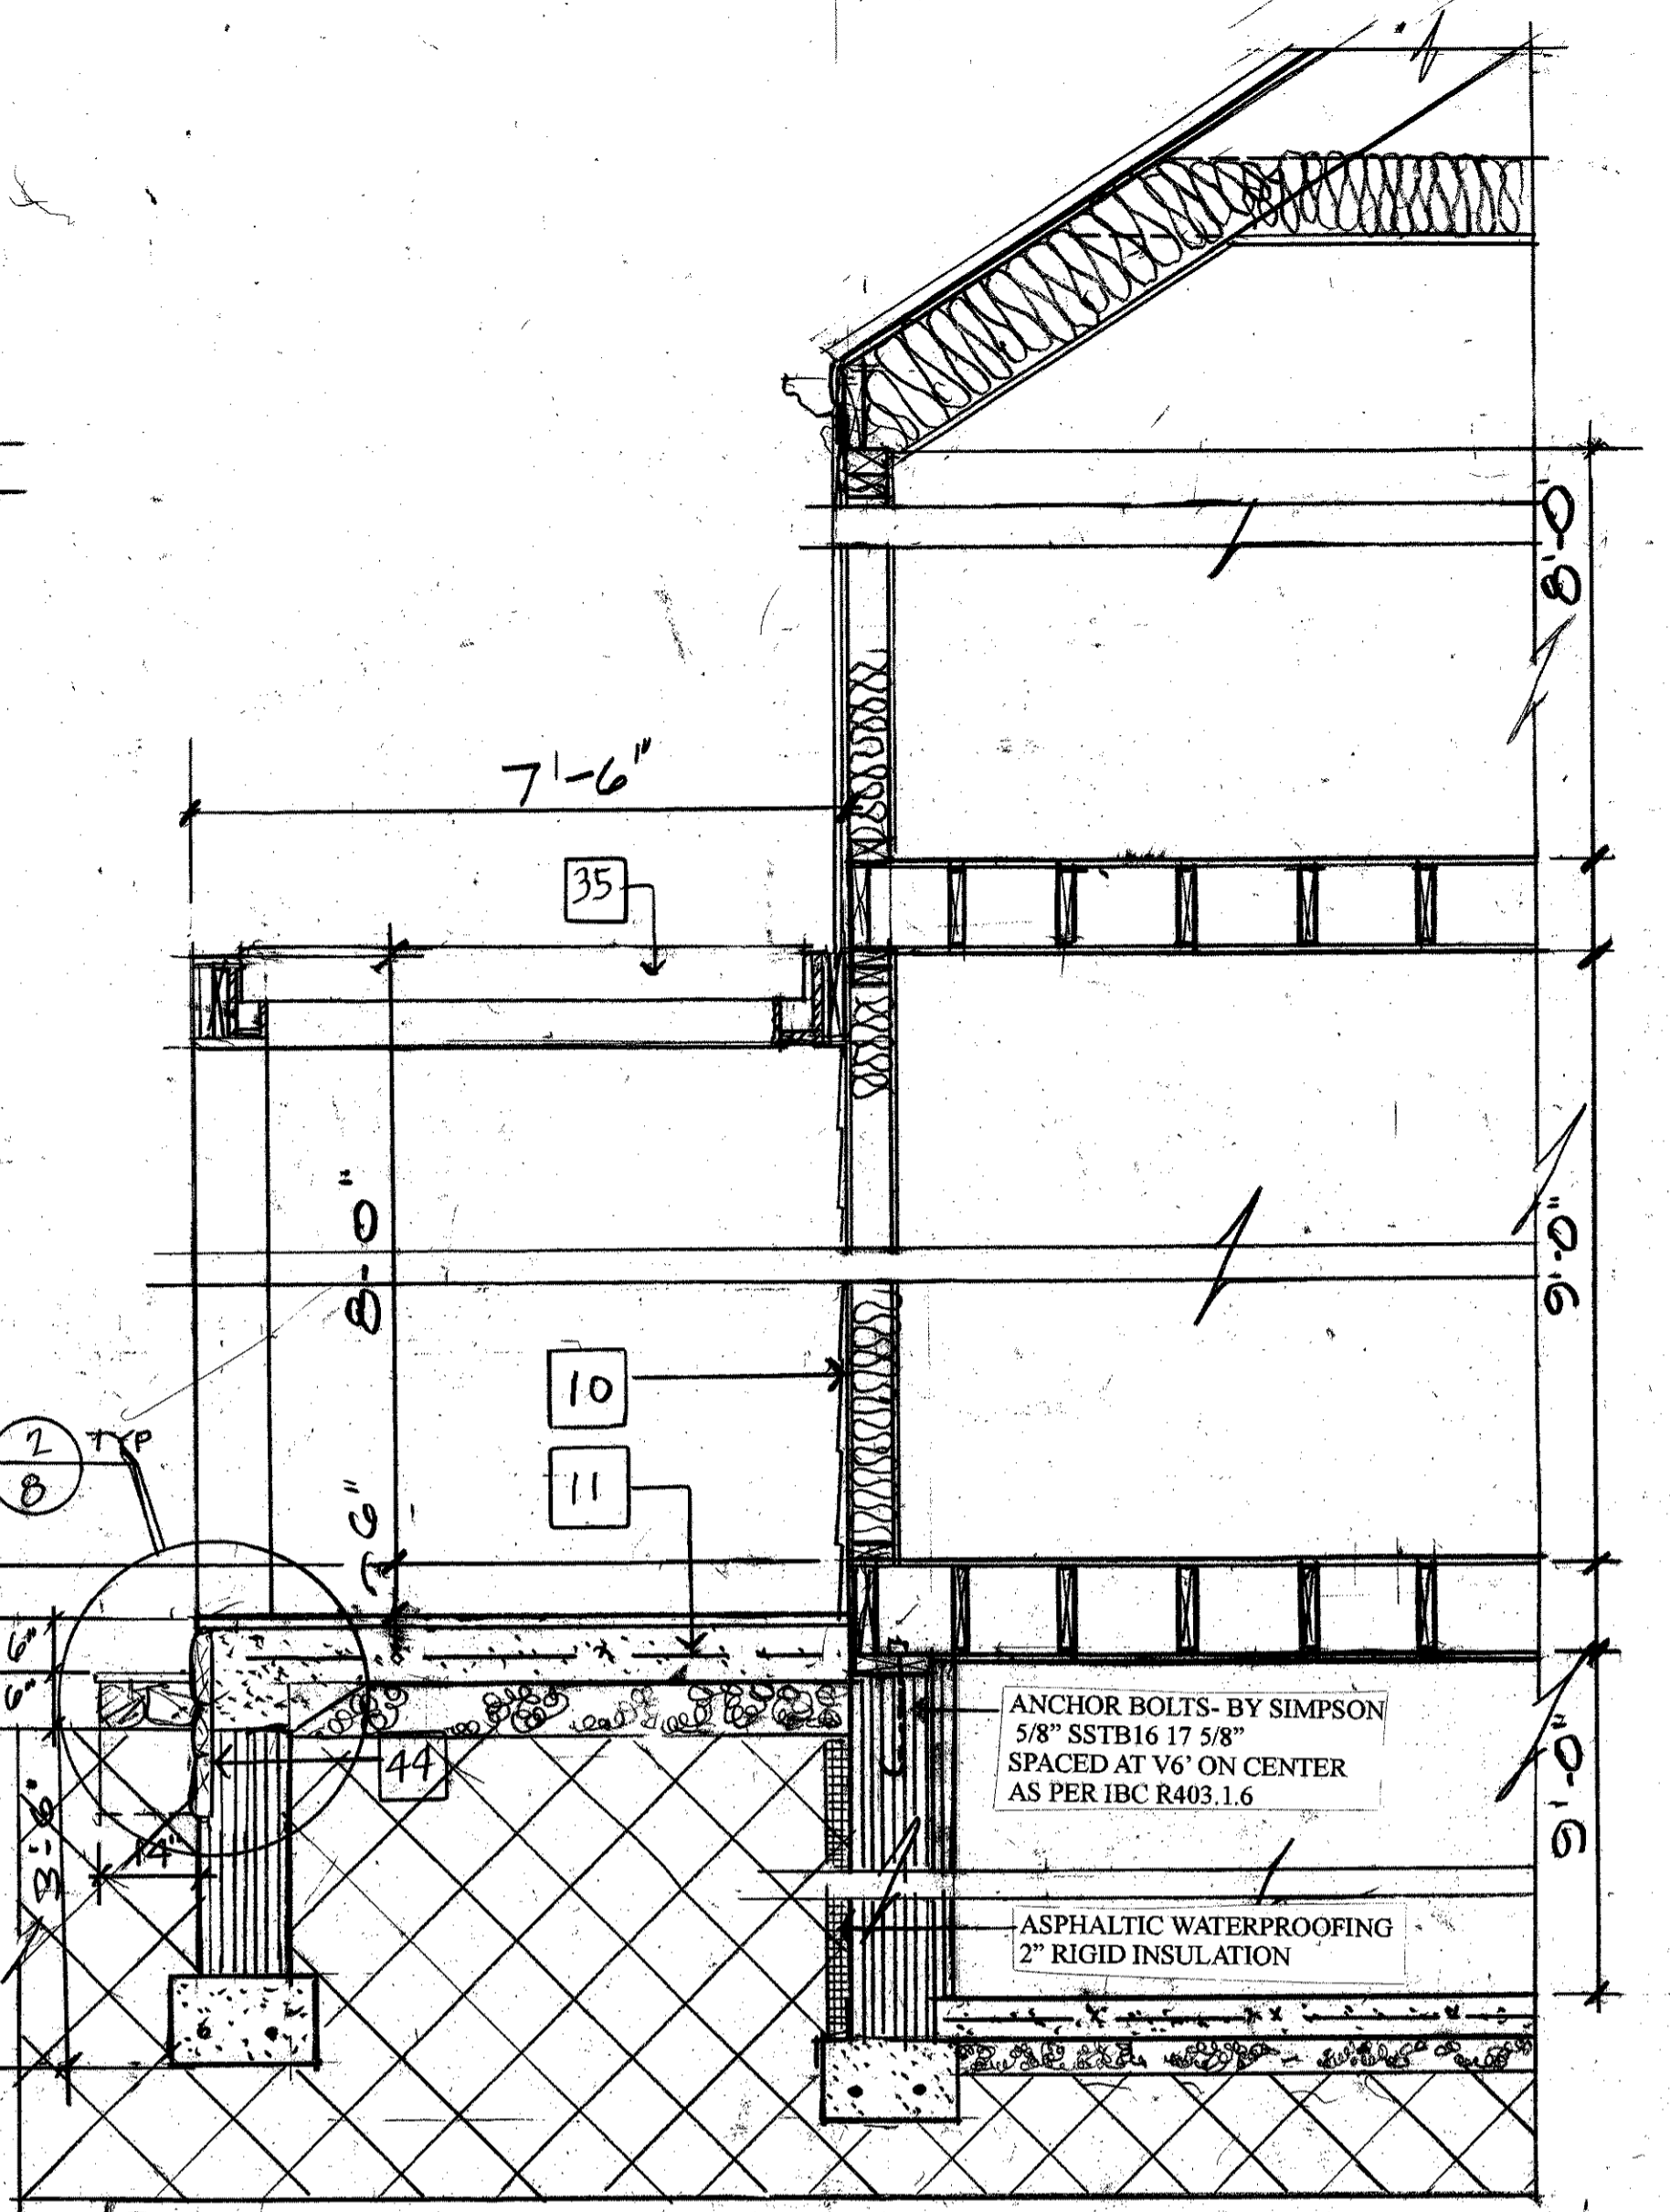 8'-0
7'-6"
35
8'-0"
9'-0"
10
2
TYP
8
11
7 6"
6"
6"
ANCHOR BOLTS- BY SIMPSON
5/8” SSTB16 17 5/8”
SPACED AT V6’ ON CENTER
AS PER IBC R403.1.6
44
9'-0"
3'-6"
14"
ASPHALTIC WATERPROOFING
2” RIGID INSULATION